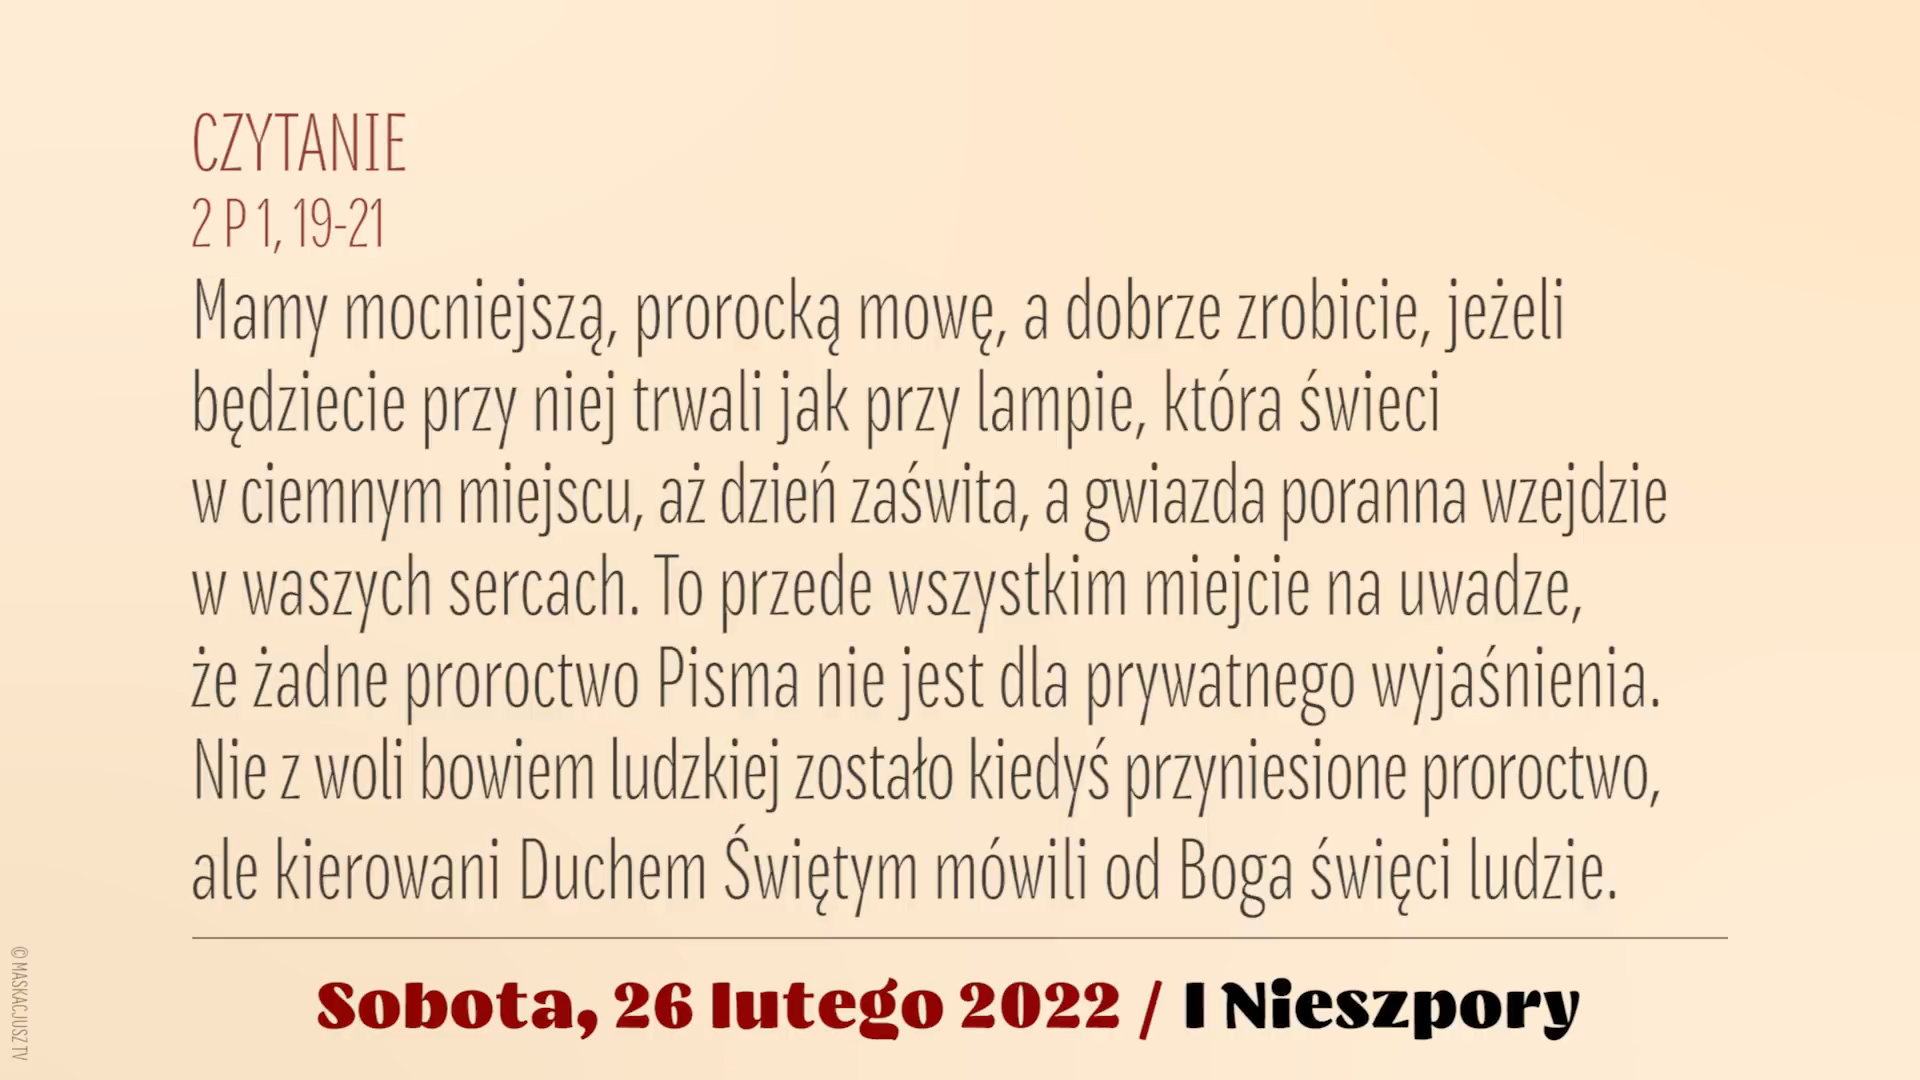 CZYTANIE
2 P 1, 19-21
Mamy mocniejszą, prorocką mowę, a dobrze zrobicie, jeżeli
będziecie przy niej trwali jak przy lampie, która świeci
w ciemnym miejscu, aż dzień zaświta, a gwiazda poranna wzejdzie
w waszych sercach. To przede wszystkim miejcie na uwadze,
że żadne proroctwo Pisma nie jest dla prywatnego wyjaśnienia.
Nie z woli bowiem ludzkiej zostało kiedyś przyniesione proroctwo,
ale kierowani Duchem Świętym mówili od Boga święci ludzie.
Sobota, 26 lutego 2022 / I Nieszpory
© MASKACJUSZ TV